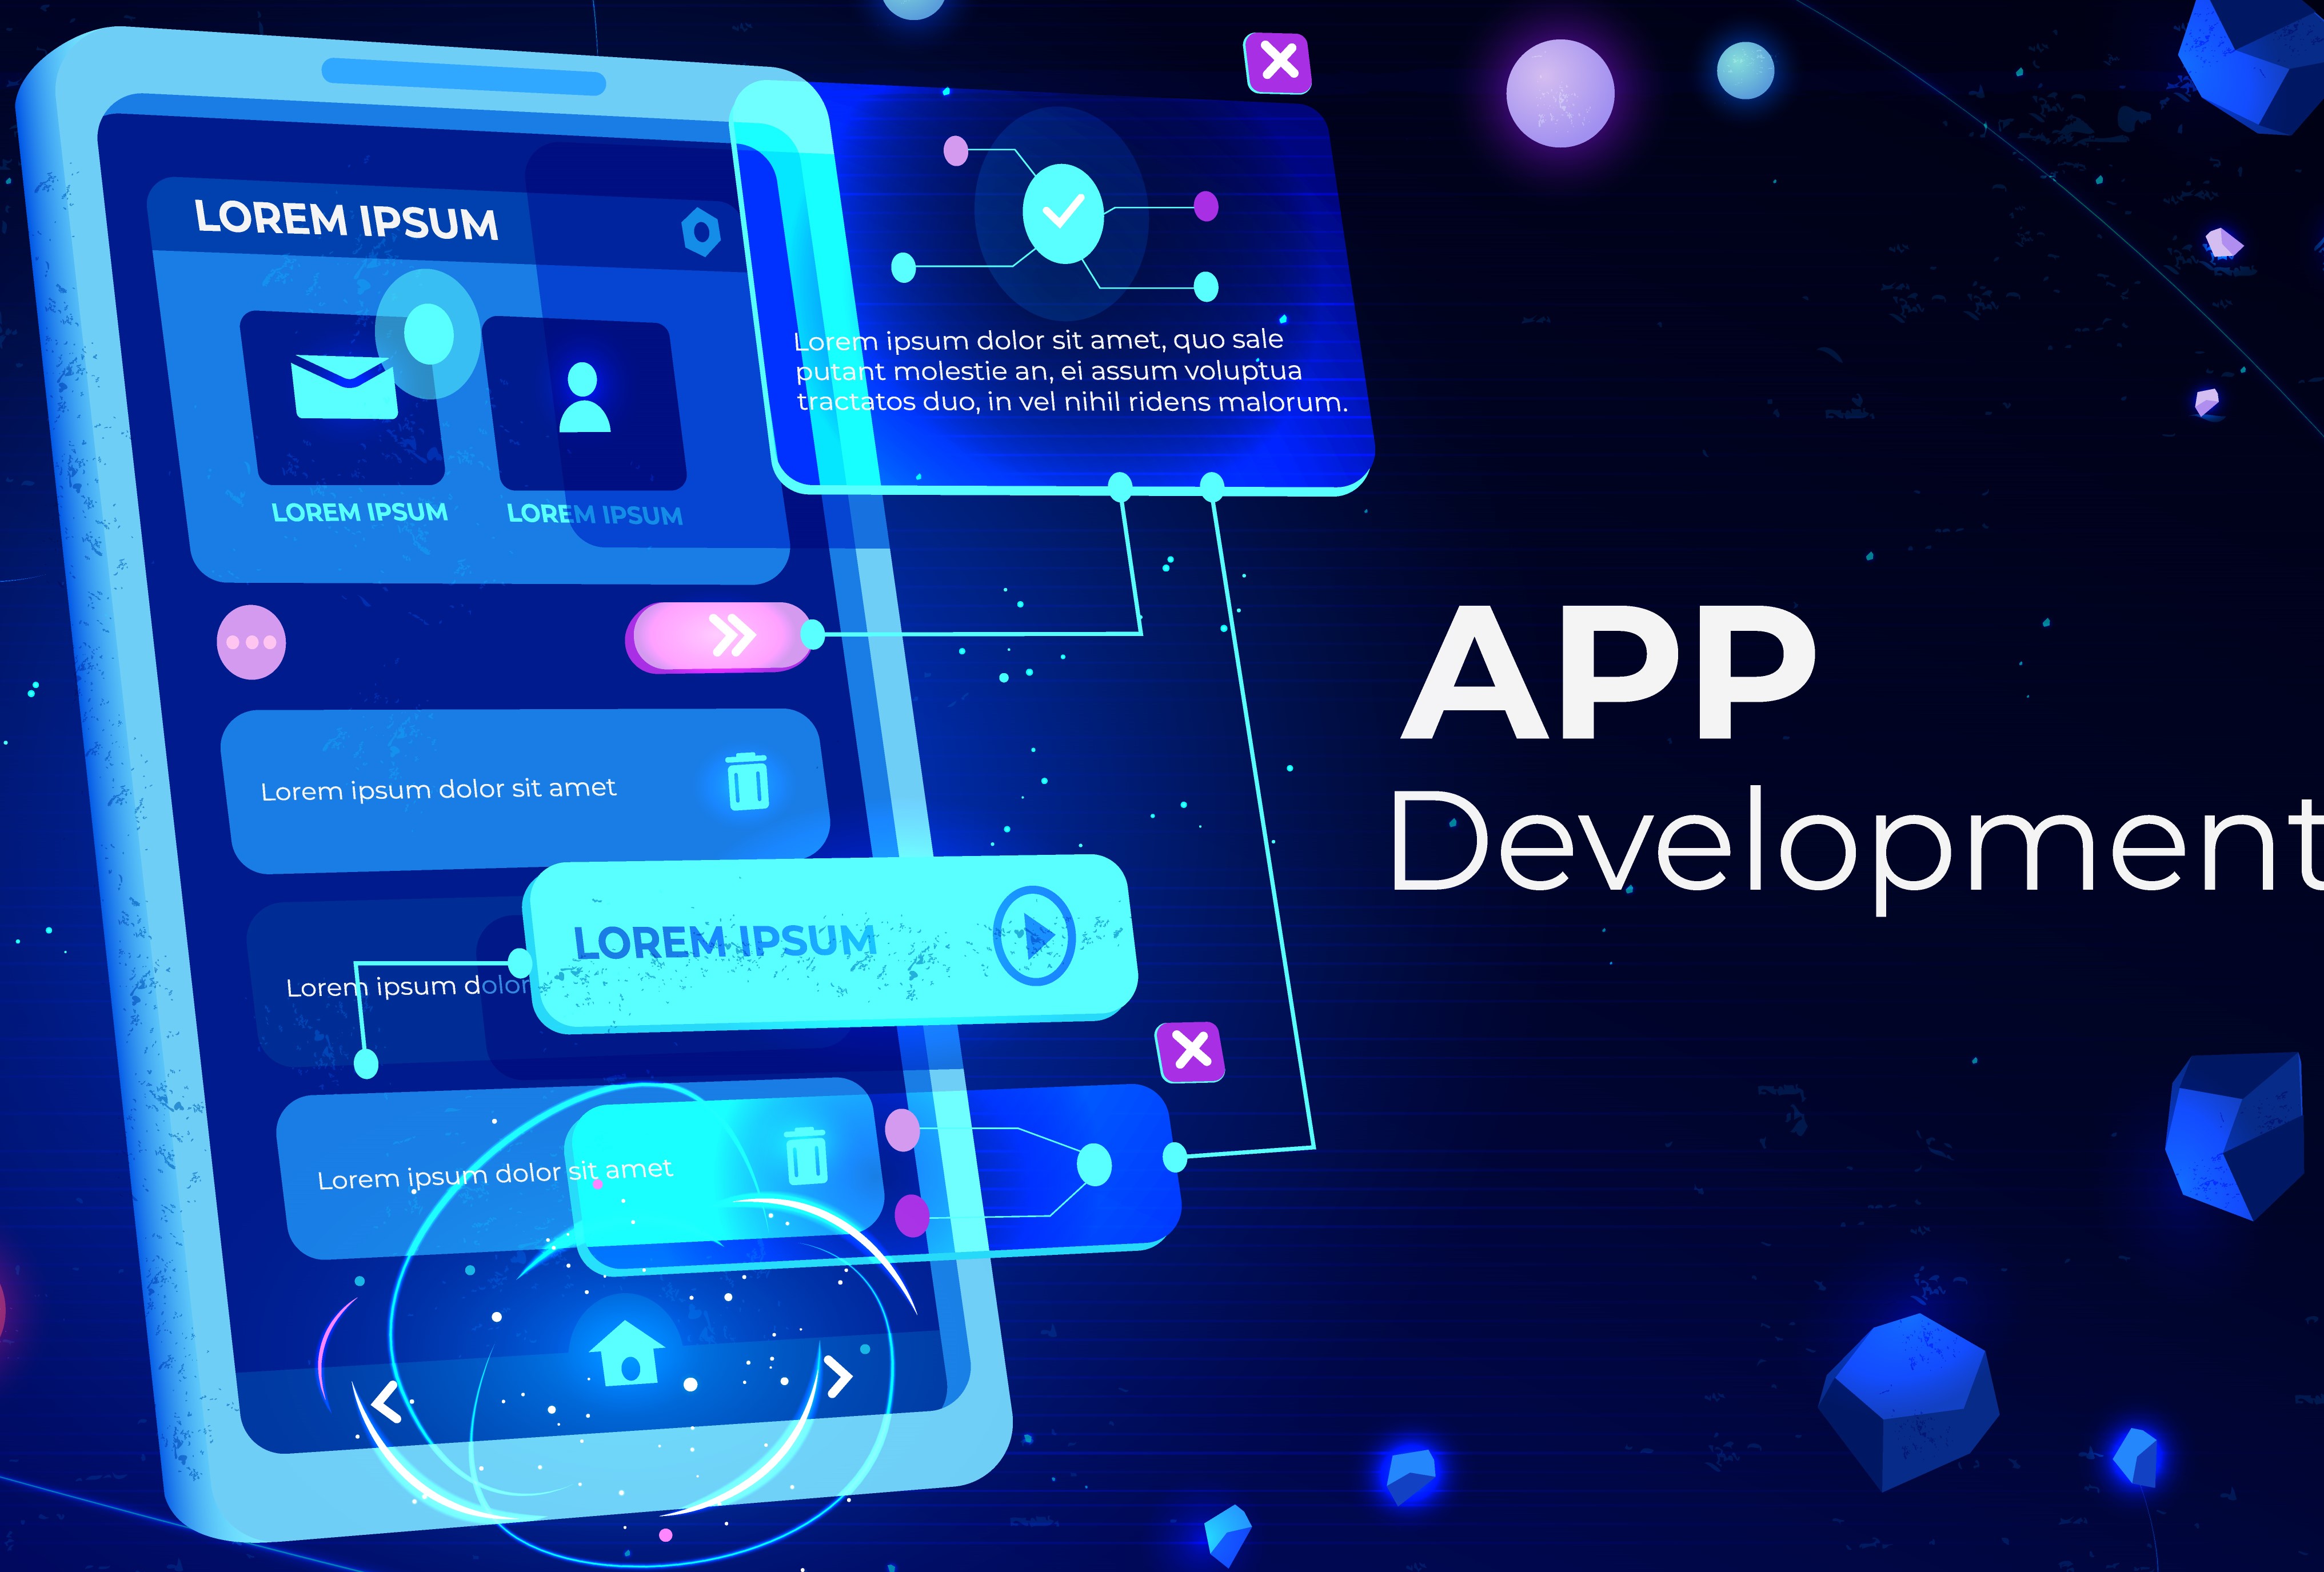 LOREM IPSUM
LOREM IPSUM
LOREM IPSUM
Lorem ipsum dolor sit amet, quo sale
putant molestie an, ei assum voluptua
tractatos duo, in vel nihil ridens malorum.
Lorem ipsum dolor sit amet
LOREM IPSUM
Lorem ipsum dolor
Lorem ipsum dolor sit amet
APP
Development